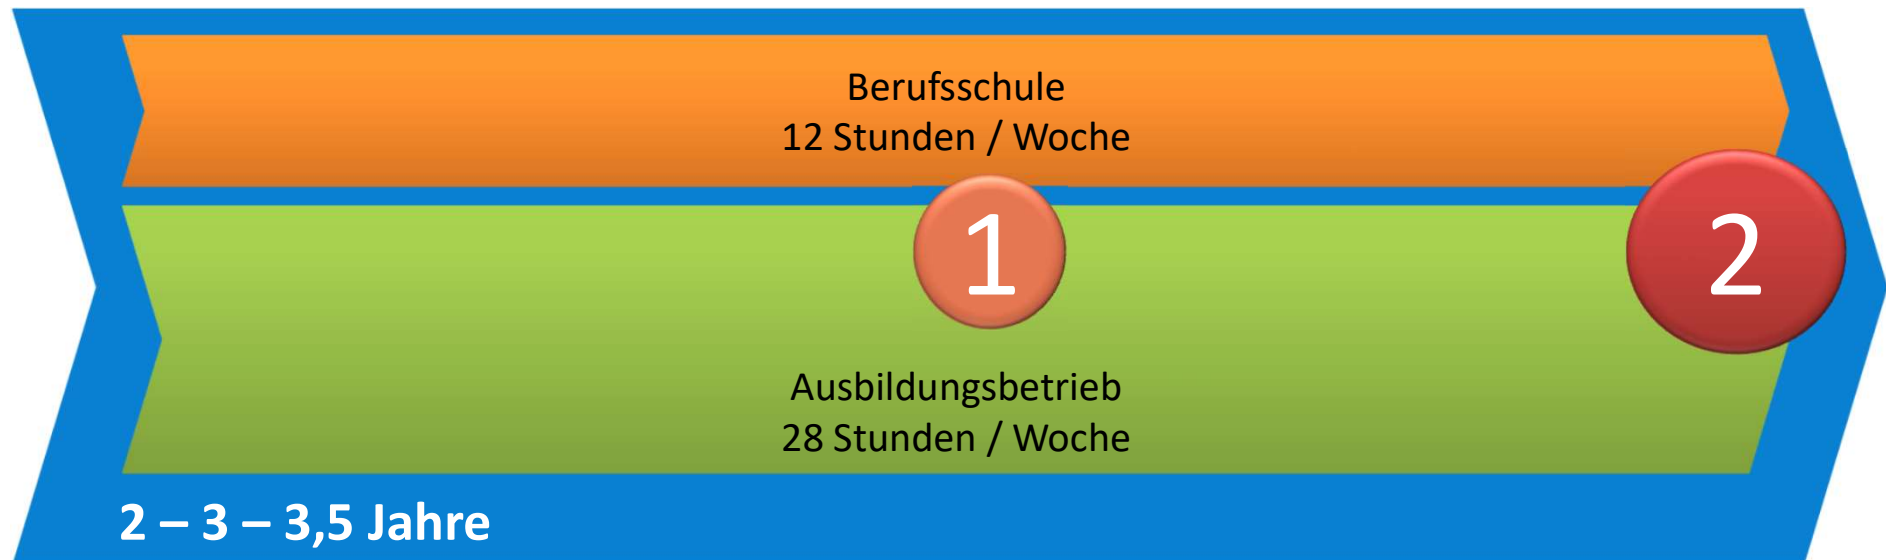 Berufsschule
12 Stunden / Woche
1
2
Ausbildungsbetrieb
28 Stunden / Woche
2 – 3 – 3,5 Jahre